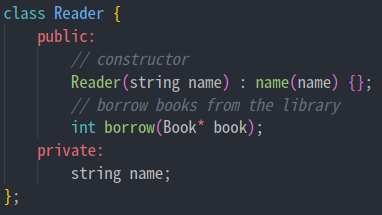 class Reader {
    public:
        // constructor
        Reader(string name) : name(name) {};
        // borrow books from the library
        int borrow(Book* book);
    private:
        string name;
};